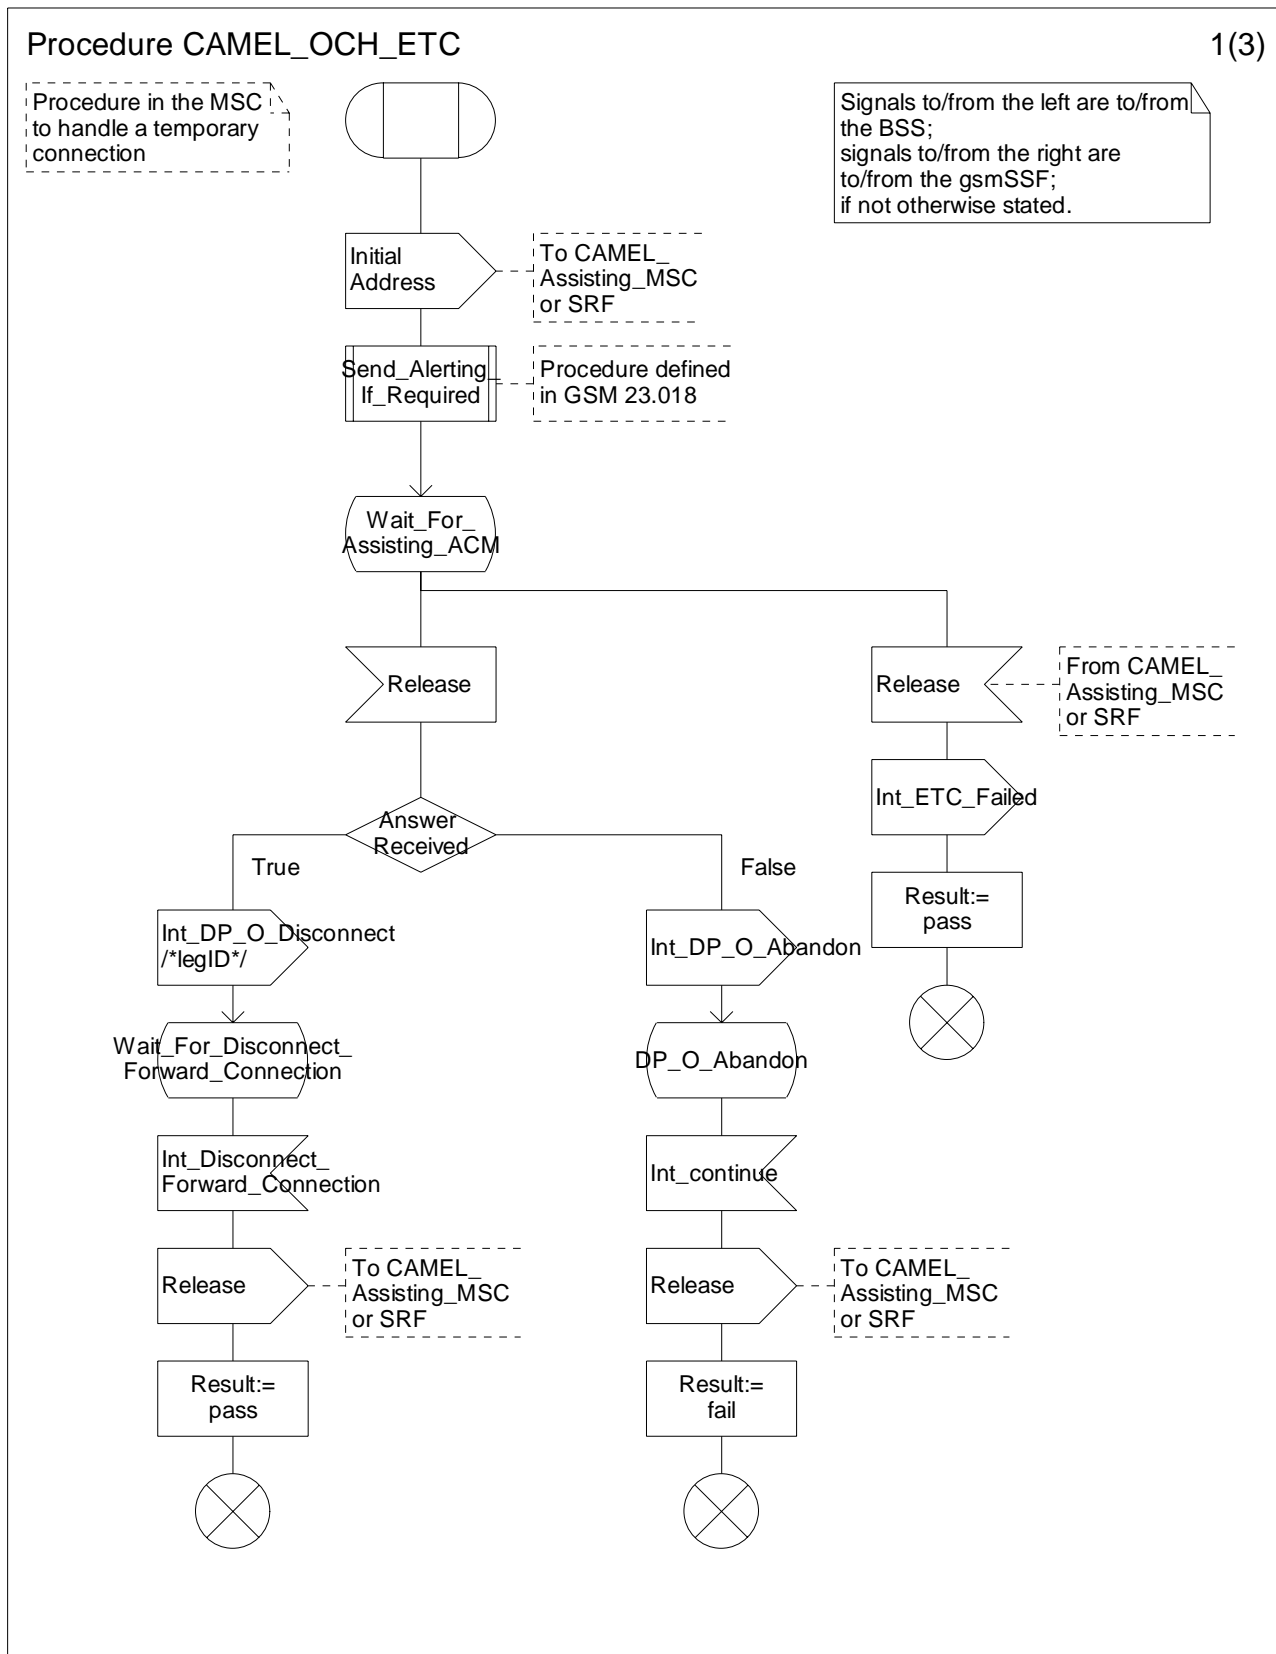 Procedure CAMEL_OCH_ETC
1(3)
Procedure in the MSC
to handle a temporary
connection
Signals to/from the left are to/from
the BSS;
signals to/from the right are
to/from the gsmSSF;
if not otherwise stated.
Initial
Address
To CAMEL_
Assisting_MSC
or SRF
Send_Alerting_
If_Required
Procedure defined
in GSM 23.018
Wait_For_
Assisting_ACM
Release
Release
From CAMEL_
Assisting_MSC
or SRF
Int_ETC_Failed
Answer
Received
True
False
Result:=
pass
Int_DP_O_Disconnect
/*legID*/
Int_DP_O_Abandon
Wait_For_Disconnect_
Forward_Connection
DP_O_Abandon
Int_Disconnect_
Forward_Connection
Int_continue
Release
To CAMEL_
Assisting_MSC
or SRF
Release
To CAMEL_
Assisting_MSC
or SRF
Result:=
pass
Result:=
fail